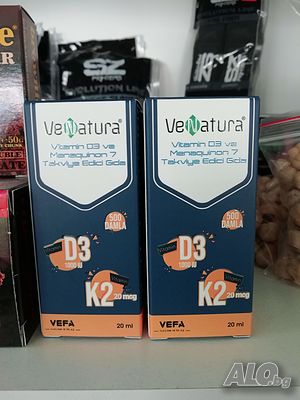 VeNatura®
Vitamin D3 ve
Menaquinon 7
Takviye Edici Gıda
500
DAMLA
D3
1000 IU
K2
20 mcg
VEFA
20 ml
VeNatura®
Vitamin D3 ve
Menaquinon 7
Takviye Edici Gıda
500
DAMLA
D3
1000 IU
K2
20 mcg
VEFA
20 ml
ALO.bg